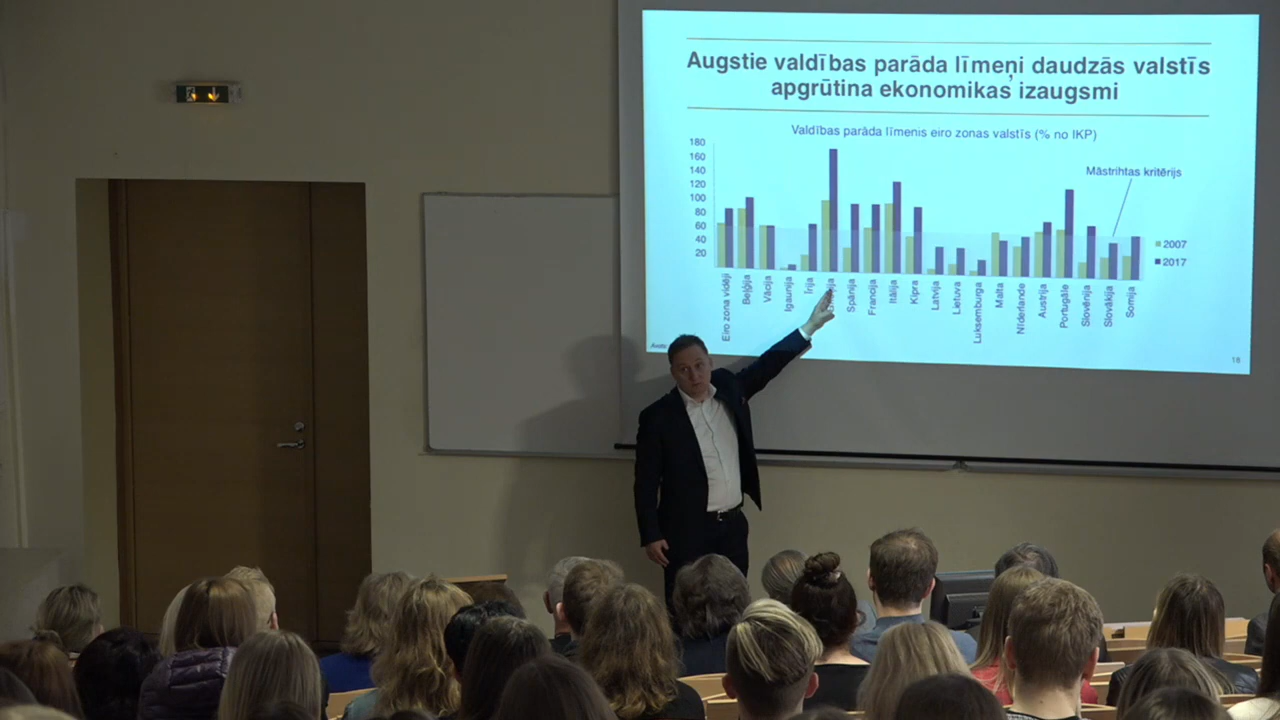 Augstie valdības parāda līmeņi daudzās valstīs
apgrūtina ekonomikas izaugsmi
Valdības parāda līmenis eiro zonas valstīs (% no IKP)
180
160
140
120
100
80
60
40
20
Māstrihtas kritērijs
2007
2017
Eiro zona vidēji
Beļģija
Vācija
Igaunija
Īrija
Spānija
Francija
Itālija
Kipra
Latvija
Lietuva
Luksemburga
Malta
Nīderlande
Austrija
Portugāle
Slovēnija
Slovākija
Somija
18